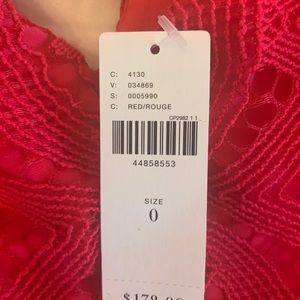 C: 4130
V: 034869
S: 0005990
C: RED/ROUGE
CP2982 1 1
44858553
SIZE
0